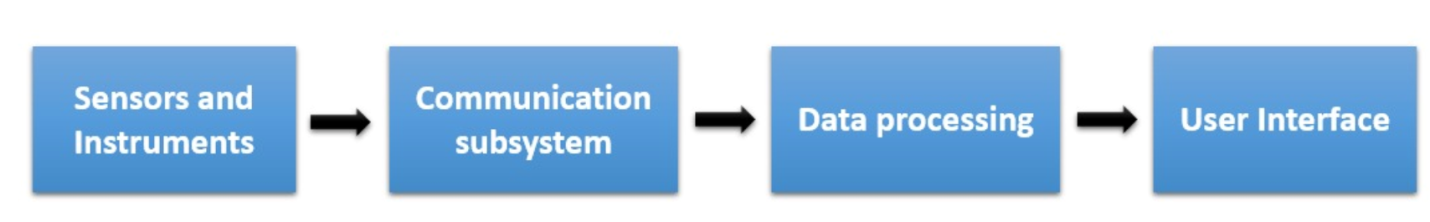 Sensors and
Instruments
Communication
subsystem
Data processing
User Interface